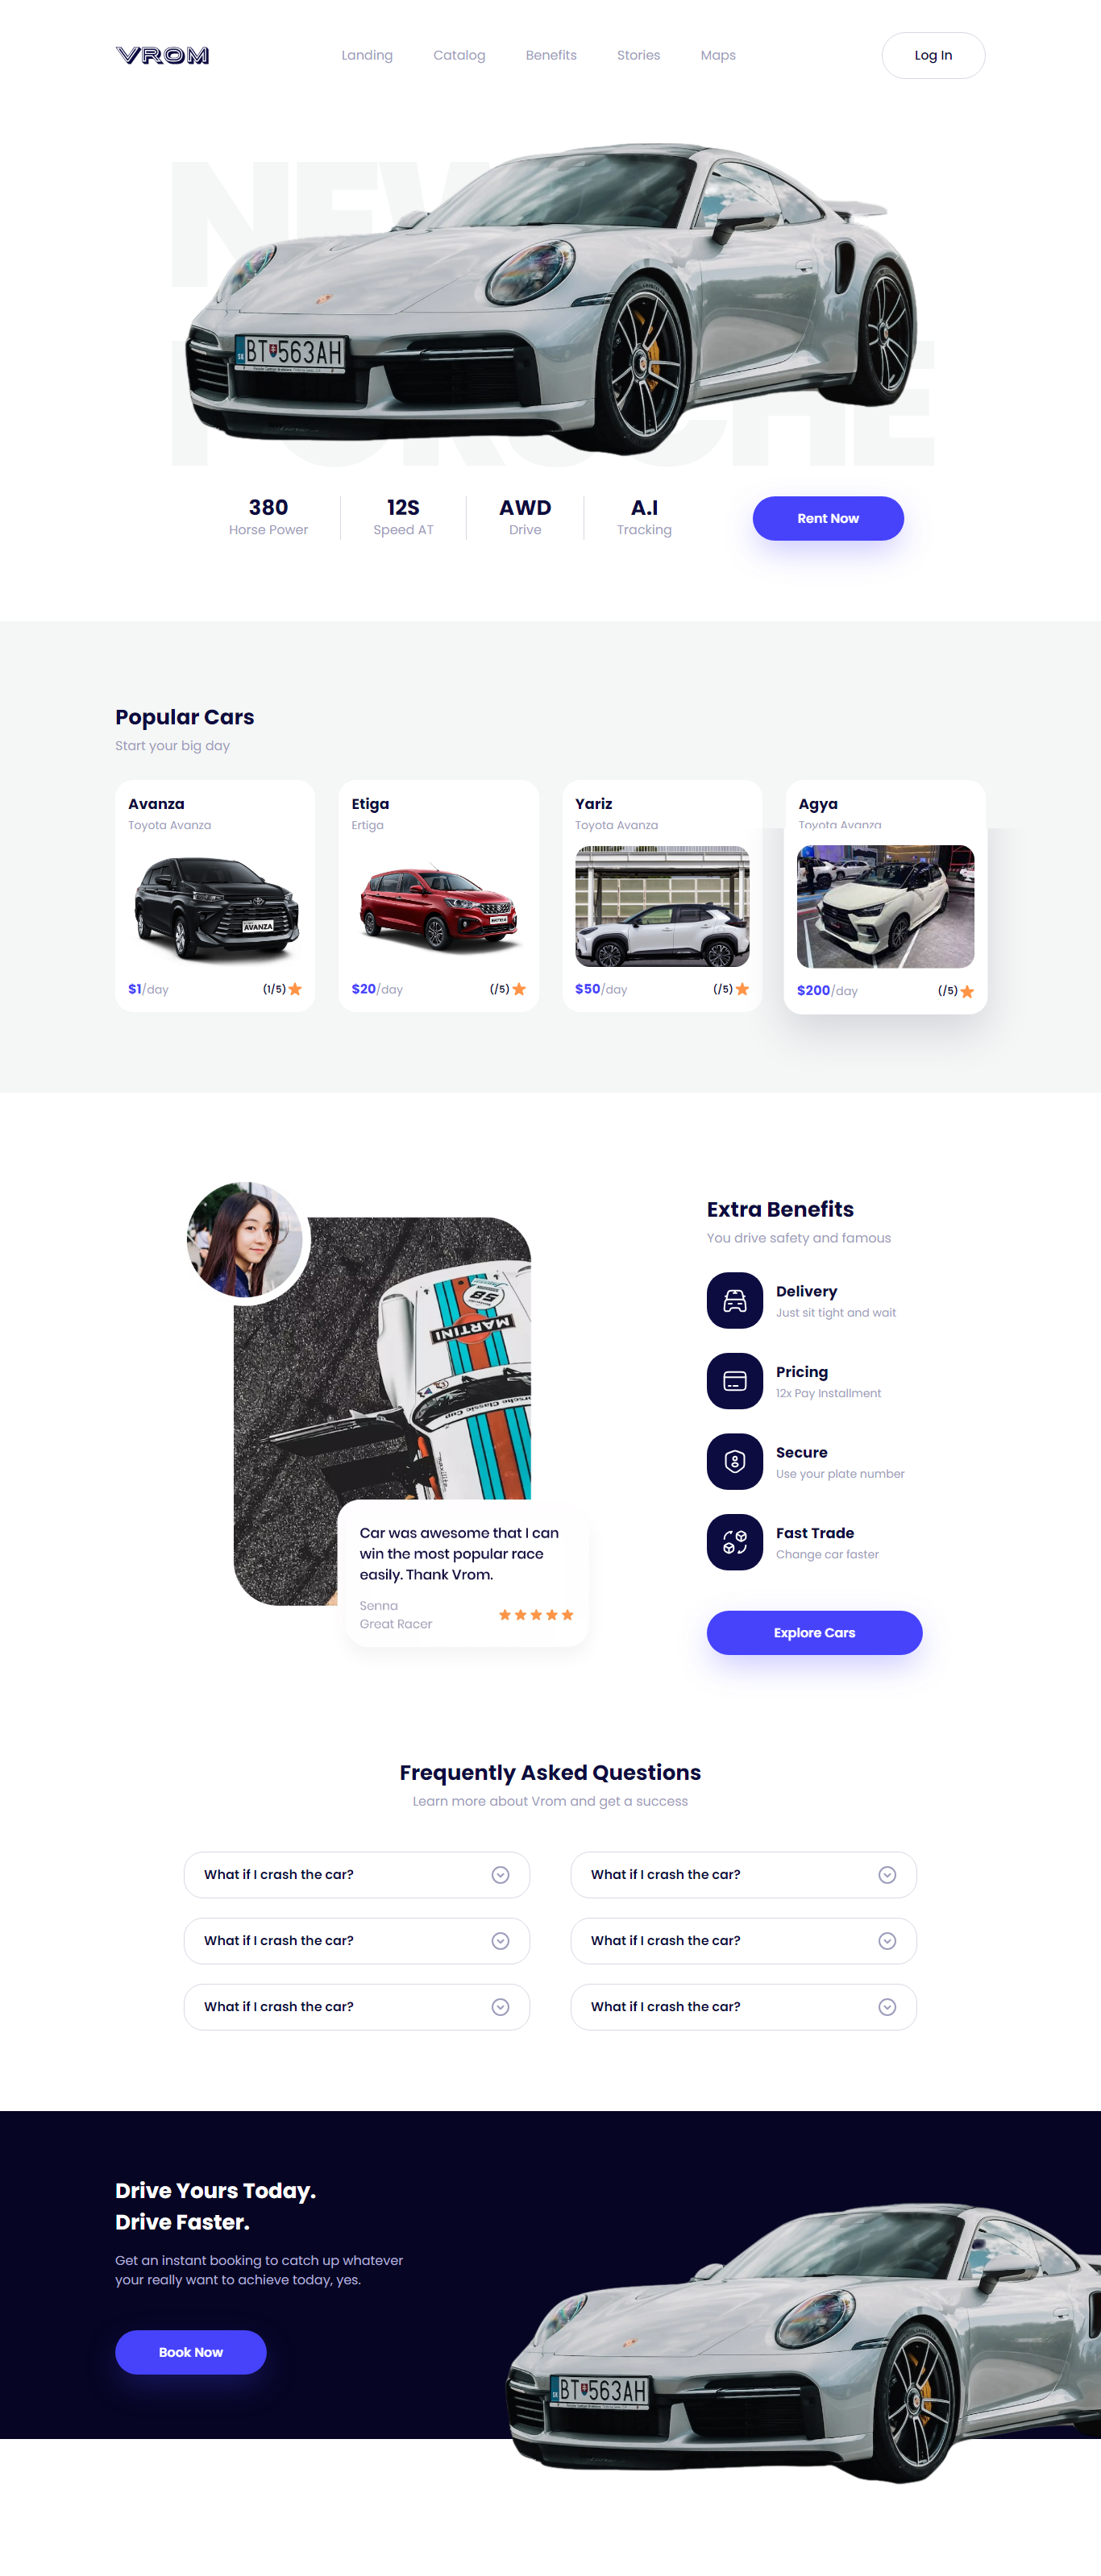 VROM
Landing
Catalog
Benefits
Stories
Maps
Log In
NEW
PORSCHE
BT 563AH
380
Horse Power
12S
Speed AT
AWD
Drive
A.I
Tracking
Rent Now
Popular Cars
Start your big day
Avanza
Toyota Avanza
AVANZA
$1/day
(1/5)
Etiga
Ertiga
$20/day
(/5)
Yariz
Toyota Avanza
$50/day
(/5)
Agya
Toyota Avanza
$200/day
(/5)
58
MARTINI
Porsche Classic Cup
Car was awesome that I can
win the most popular race
easily. Thank Vrom.
Senna
Great Racer
Extra Benefits
You drive safety and famous
Delivery
Just sit tight and wait
Pricing
12x Pay Installment
Secure
Use your plate number
Fast Trade
Change car faster
Explore Cars
Frequently Asked Questions
Learn more about Vrom and get a success
What if I crash the car?
What if I crash the car?
What if I crash the car?
What if I crash the car?
What if I crash the car?
What if I crash the car?
Drive Yours Today.
Drive Faster.
Get an instant booking to catch up whatever
your really want to achieve today, yes.
Book Now
BT 563AH